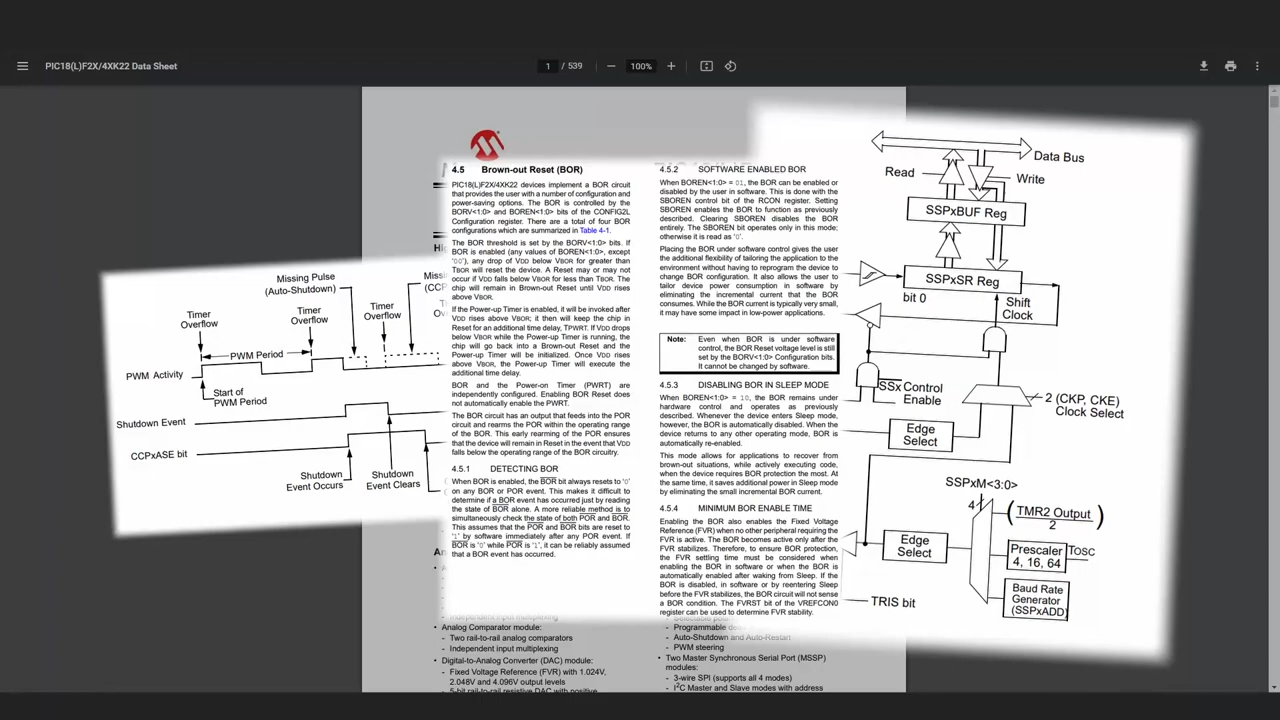 PIC18(L)F2X/4XK22 Data Sheet
1 / 539
100%
Missing Pulse
(Auto-Shutdown)
Timer
Overflow
Timer
Overflow
Timer
Overflow
PWM Period
PWM Activity
Start of
PWM Period
Shutdown Event
CCPxASE bit
Shutdown
Event Occurs
Shutdown
Event Clears
4.5 Brown-out Reset (BOR)
PIC18(L)F2X/4XK22 devices implement a BOR circuit
that provides the user with a number of configuration and
power-saving options. The BOR is controlled by the
BORV<1:0> and BOREN<1:0> bits of the CONFIG2L
Configuration register. There are a total of four BOR
configurations which are summarized in Table 4-1.
The BOR threshold is set by the BORV<1:0> bits. If
BOR is enabled (any values of BOREN<1:0>, except
'00'), any drop of VDD below VBOR for greater than
TBOR will reset the device. A Reset may or may not
occur if VDD falls below VBOR for less than TBOR. The
chip will remain in Brown-out Reset until VDD rises
above VBOR.
If the Power-up Timer is enabled, it will be invoked after
VDD rises above VBOR; it then will keep the chip in
Reset for an additional time delay, TPWRT. If VDD drops
below VBOR while the Power-up Timer is running, the
chip will go back into a Brown-out Reset and the
Power-up Timer will be initialized. Once VDD rises
above VBOR, the Power-up Timer will execute the
additional time delay.
BOR and the Power-on Timer (PWRT) are
independently configured. Enabling BOR Reset does
not automatically enable the PWRT.
The BOR circuit has an output that feeds into the POR
circuit and rearms the POR within the operating range
of the BOR. This early rearming of the POR ensures
that the device will remain in Reset in the event that VDD
falls below the operating range of the BOR circuitry.
4.5.1 DETECTING BOR
When BOR is enabled, the BOR bit always resets to '0'
on any BOR or POR event. This makes it difficult to
determine if a BOR event has occurred just by reading
the state of BOR alone. A more reliable method is to
simultaneously check the state of both POR and BOR.
This assumes that the POR and BOR bits are reset to
'1' by software immediately after any POR event. If
BOR is '0' while POR is '1', it can be reliably assumed
that a BOR event has occurred.
4.5.2 SOFTWARE ENABLED BOR
When BOREN<1:0> = 01, the BOR can be enabled or
disabled by the user in software. This is done with the
SBOREN control bit of the RCON register. Setting
SBOREN enables the BOR to function as previously
described. Clearing SBOREN disables the BOR
entirely. The SBOREN bit operates only in this mode;
otherwise it is read as '0'.
Placing the BOR under software control gives the user
the additional flexibility of tailoring the application to the
environment without having to reprogram the device to
change BOR configuration. It also allows the user to
tailor device power consumption in software by
eliminating the incremental current that the BOR
consumes. While the BOR current is typically very small,
it may have some impact in low-power applications.
Note: Even when BOR is under software
control, the BOR Reset voltage level is still
set by the BORV<1:0> Configuration bits.
It cannot be changed by software.
4.5.3 DISABLING BOR IN SLEEP MODE
When BOREN<1:0> = 10, the BOR remains under
hardware control and operates as previously
described. Whenever the device enters Sleep mode,
however, the BOR is automatically disabled. When the
device returns to any other operating mode, BOR is
automatically re-enabled.
This mode allows for applications to recover from
brown-out situations, while actively executing code,
when the device requires BOR protection the most. At
the same time, it saves additional power in Sleep mode
by eliminating the small incremental BOR current.
4.5.4 MINIMUM BOR ENABLE TIME
Enabling the BOR also enables the Fixed Voltage
Reference (FVR) when no other peripheral requiring the
FVR is active. The BOR becomes active only after the
FVR stabilizes. Therefore, to ensure BOR protection,
the FVR settling time must be considered when
enabling the BOR in software or when the BOR is
automatically enabled after waking from Sleep. If the
BOR is disabled, in software or by reentering Sleep
before the FVR stabilizes, the BOR circuit will not sense
a BOR condition. The FVRST bit of the VREFCON0
register can be used to determine FVR stability.
Data Bus
Read
Write
SSPxBUF Reg
SSPxSR Reg
bit 0
Shift
Clock
SSx Control
Enable
2 (CKP, CKE)
Clock Select
Edge
Select
SSPxM<3:0>
4
( TMR2 Output )
2
Edge
Select
Prescaler
4, 16, 64
TOSC
Baud Rate
Generator
(SSPxADD)
TRIS bit
• Analog Comparator module:
- Two rail-to-rail analog comparators
- Independent input multiplexing
• Digital-to-Analog Converter (DAC) module:
- Fixed Voltage Reference (FVR) with 1.024V,
2.048V and 4.096V output levels
- 5-bit rail-to-rail resistive DAC with positive
- Programmable
- Auto-Shutdown and Auto-Restart
- PWM steering
• Two Master Synchronous Serial Port (MSSP)
modules:
- 3-wire SPI (supports all 4 modes)
- I2C Master and Slave modes with address